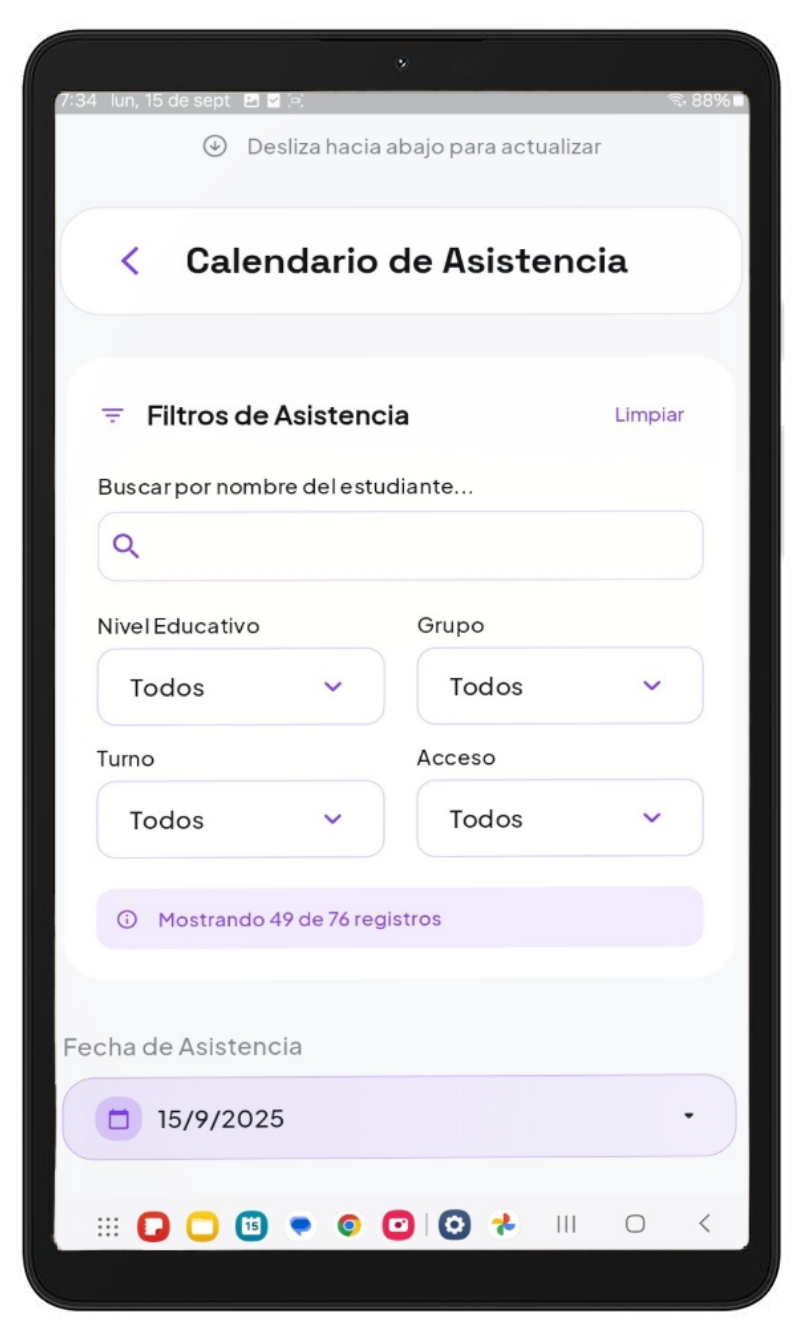 7:34 lun, 15 de sept 88%
Desliza hacia abajo para actualizar
Calendario de Asistencia
Filtros de Asistencia Limpiar
Buscar por nombre del estudiante...
Nivel Educativo Grupo
Todos Todos
Turno Acceso
Todos Todos
Mostrando 49 de 76 registros
Fecha de Asistencia
15/9/2025
15